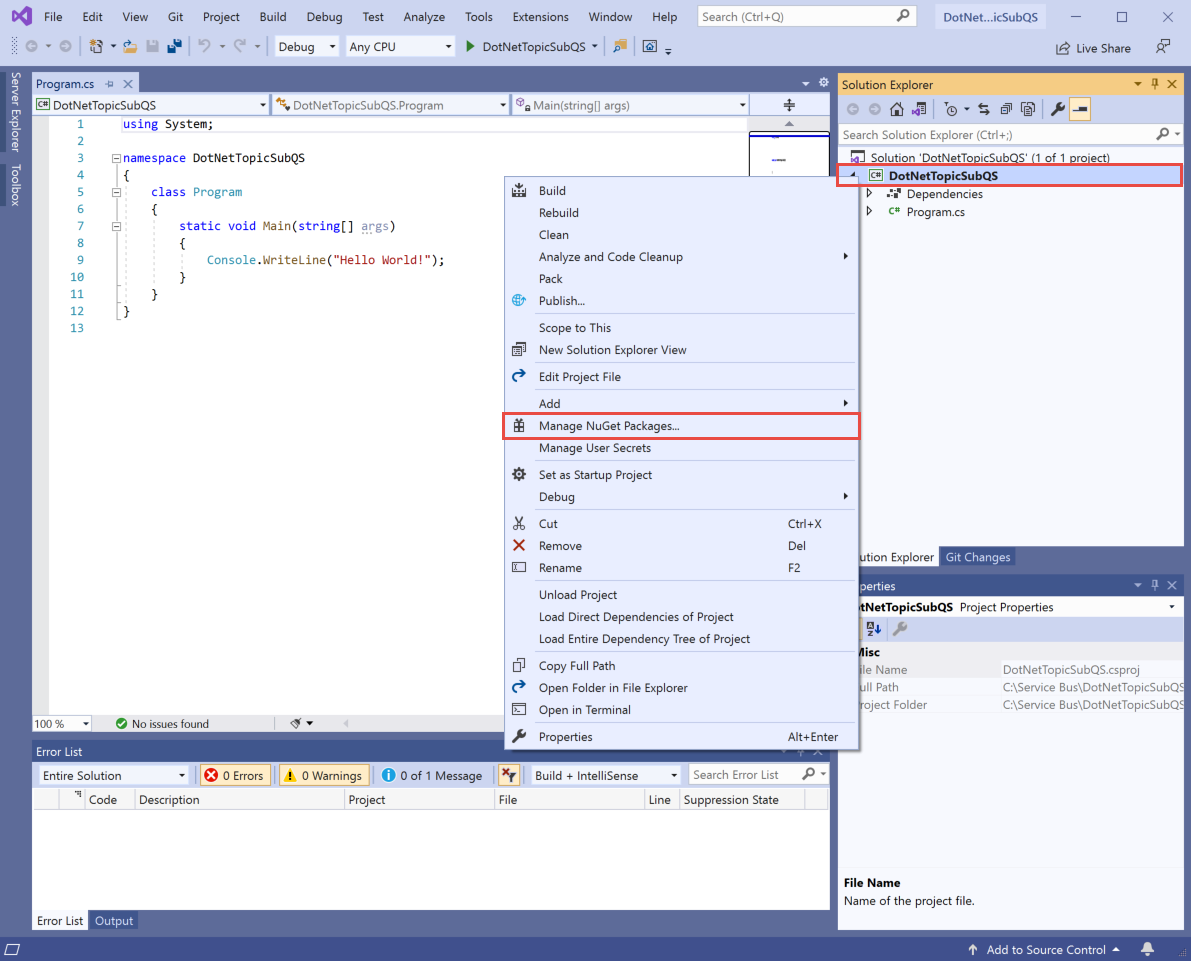 File Edit View Git Project Build Debug Test Analyze Tools Extensions Window Help Search (Ctrl+Q) DotNet...icSubQS
Debug Any CPU DotNetTopicSubQS Live Share
Server Explorer
Toolbox
Program.cs
DotNetTopicSubQS DotNetTopicSubQS.Program Main(string[] args)
1 using System;
2
3 namespace DotNetTopicSubQS
4 {
5 class Program
6 {
7 static void Main(string[] args)
8 {
9 Console.WriteLine("Hello World!");
10 }
11 }
12 }
13
100 % No issues found
Build
Rebuild
Clean
Analyze and Code Cleanup
Pack
Publish...
Scope to This
New Solution Explorer View
Edit Project File
Add
Manage NuGet Packages...
Manage User Secrets
Set as Startup Project
Debug
Cut Ctrl+X
Remove Del
Rename F2
Unload Project
Load Direct Dependencies of Project
Load Entire Dependency Tree of Project
Copy Full Path
Open Folder in File Explorer
Open in Terminal
Properties Alt+Enter
Solution Explorer
Search Solution Explorer (Ctrl+;)
Solution 'DotNetTopicSubQS' (1 of 1 project)
C# DotNetTopicSubQS
Dependencies
C# Program.cs
ution Explorer Git Changes
perties
tNetTopicSubQS Project Properties
Misc
ile Name DotNetTopicSubQS.csproj
ull Path C:\Service Bus\DotNetTopicSubQS
roject Folder C:\Service Bus\DotNetTopicSubQS
File Name
Name of the project file.
Error List
Entire Solution 0 Errors 0 Warnings 0 of 1 Message Build + IntelliSense Search Error List
Code Description Project File Line Suppression State
Error List Output
Add to Source Control